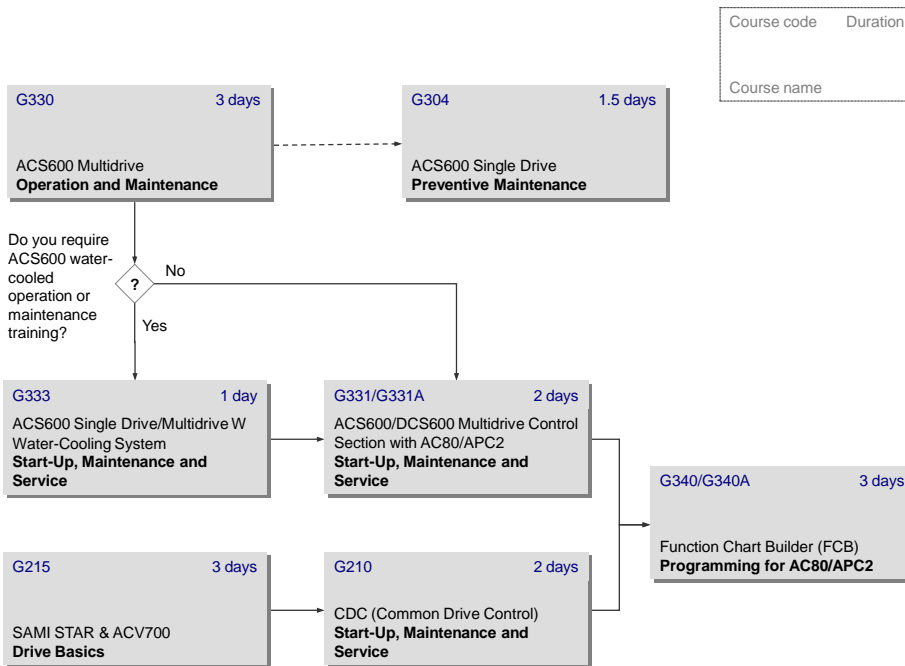 Course code Duration
Course name
G330 3 days
ACS600 Multidrive
Operation and Maintenance
G304 1.5 days
ACS600 Single Drive
Preventive Maintenance
Do you require
ACS600 water-
cooled
operation or
maintenance
training?
?
No
Yes
G333 1 day
ACS600 Single Drive/Multidrive W
Water-Cooling System
Start-Up, Maintenance and
Service
G331/G331A 2 days
ACS600/DCS600 Multidrive Control
Section with AC80/APC2
Start-Up, Maintenance and
Service
G340/G340A 3 days
Function Chart Builder (FCB)
Programming for AC80/APC2
G215 3 days
SAMI STAR & ACV700
Drive Basics
G210 2 days
CDC (Common Drive Control)
Start-Up, Maintenance and
Service